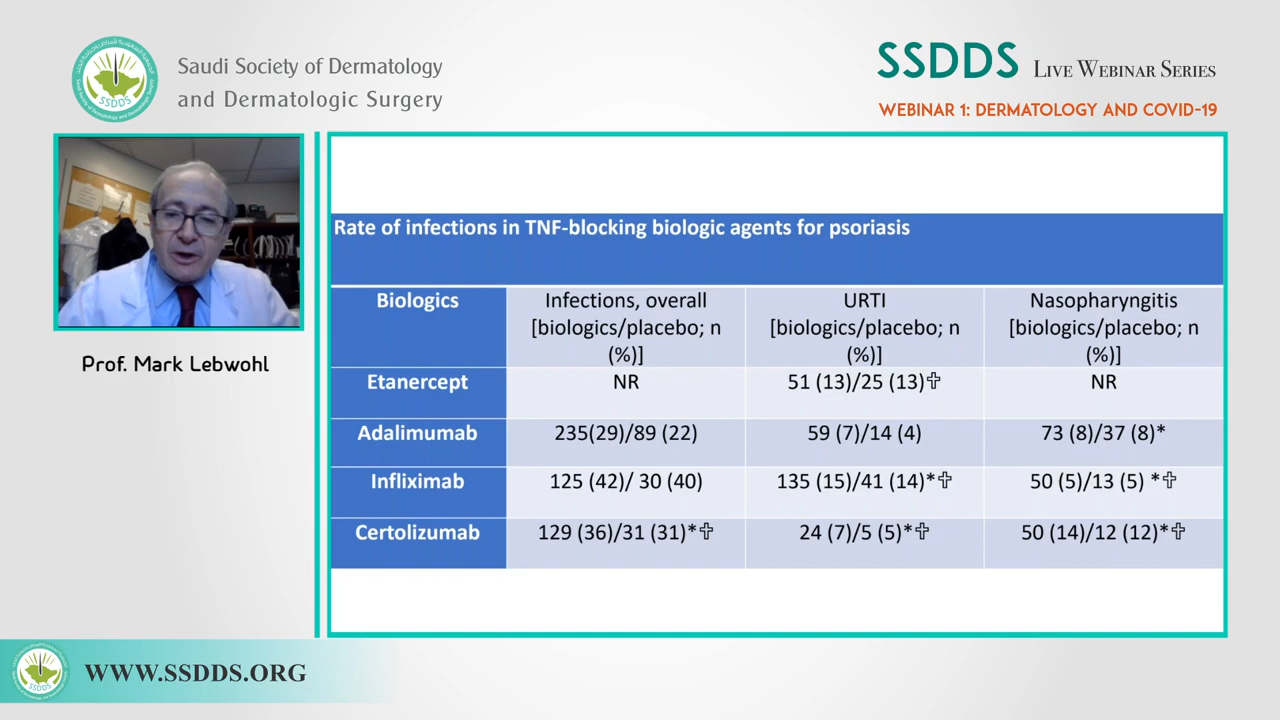 Saudi Society of Dermatology
and Dermatologic Surgery
SSDDS
SSDDS LIVE WEBINAR SERIES
WEBINAR 1: DERMATOLOGY AND COVID-19
Prof. Mark Lebwohl
Rate of infections in TNF-blocking biologic agents for psoriasis
Biologics
Infections, overall
[biologics/placebo; n
(%)]
URTI
[biologics/placebo; n
(%)]
Nasopharyngitis
[biologics/placebo; n
(%)]
Etanercept NR 51 (13)/25 (13)✞ NR
Adalimumab 235(29)/89 (22) 59 (7)/14 (4) 73 (8)/37 (8)*
Infliximab 125 (42)/ 30 (40) 135 (15)/41 (14)*✞ 50 (5)/13 (5) *✞
Certolizumab 129 (36)/31 (31)*✞ 24 (7)/5 (5)*✞ 50 (14)/12 (12)*✞
SSDDS
WWW.SSDDS.ORG